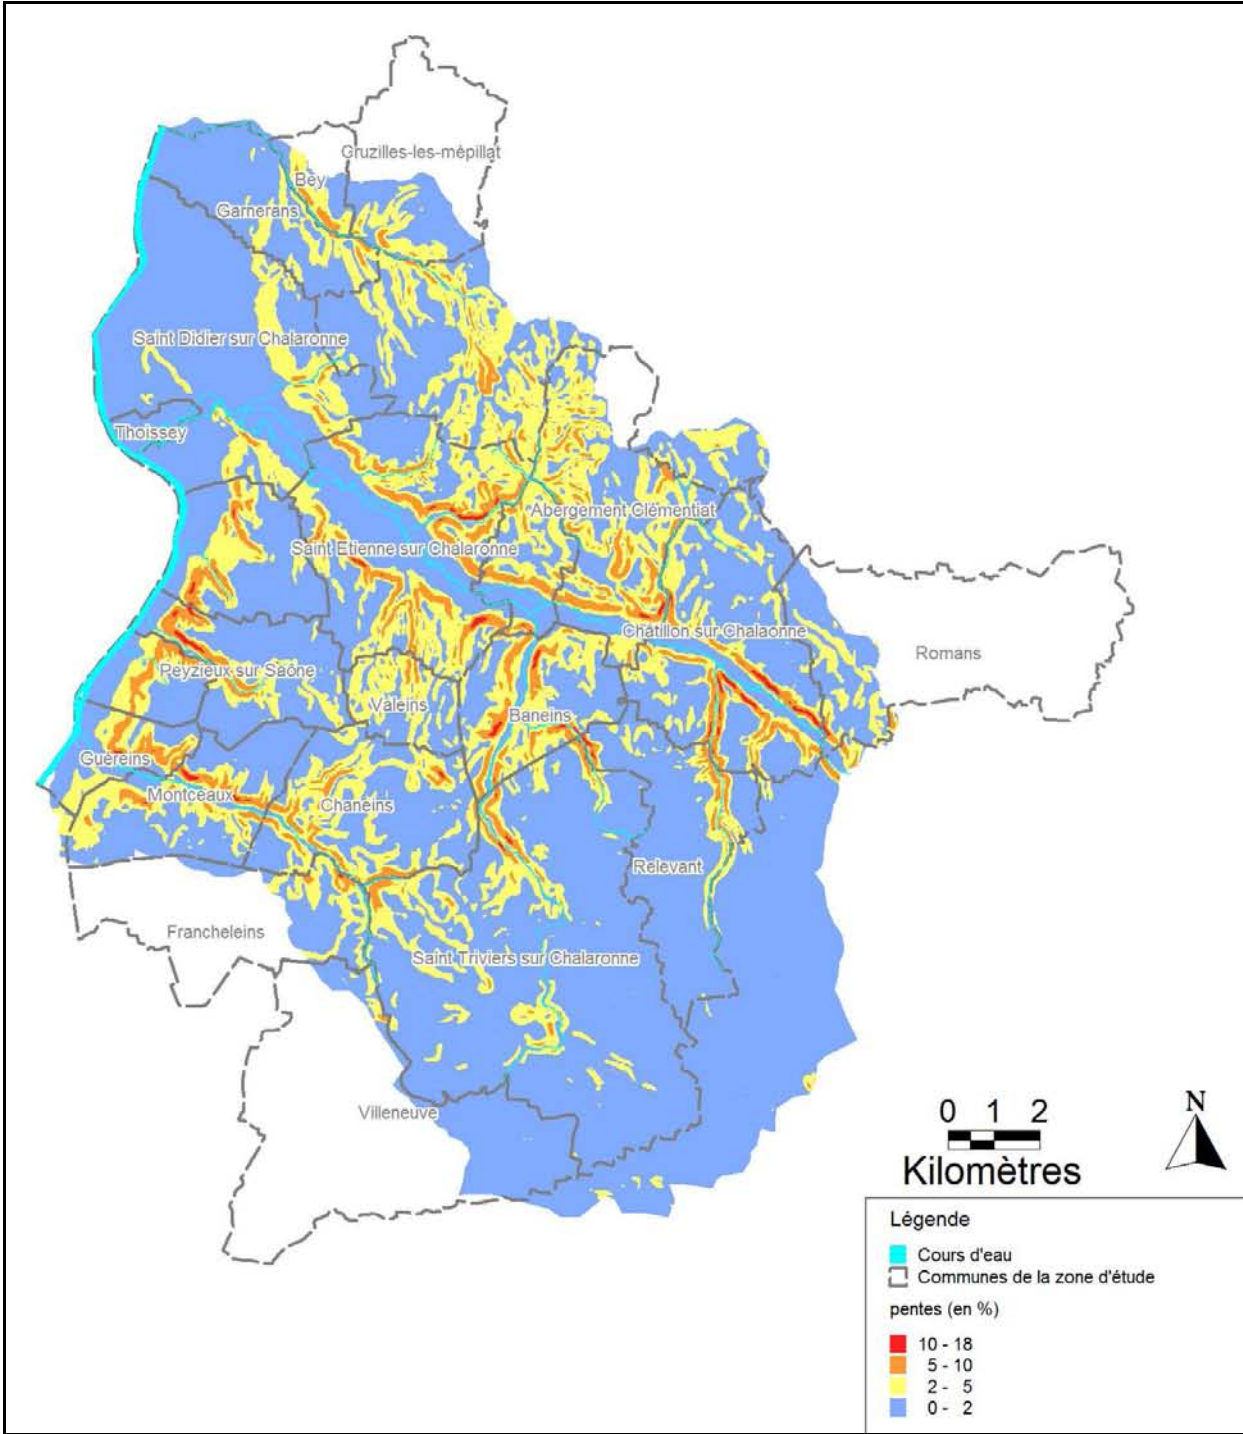 Gruzilles-les-mépillat
Bey
Garnerans
Saint Didier sur Chalaronne
Thoissey
Abergement Clémentiat
Saint Etienne sur Chalaronne
Chatillon sur Chalaonne
Romans
Peyzieux sur Saône
Valeins
Baneins
Guéreins
Montceaux
Chaneins
Relevant
Francheleins
Saint Triviers sur Chalaronne
Villeneuve
0 1 2
Kilomètres
N
Légende
Cours d'eau
Communes de la zone d'étude
pentes (en %)
10 - 18
5 - 10
2 - 5
0 - 2